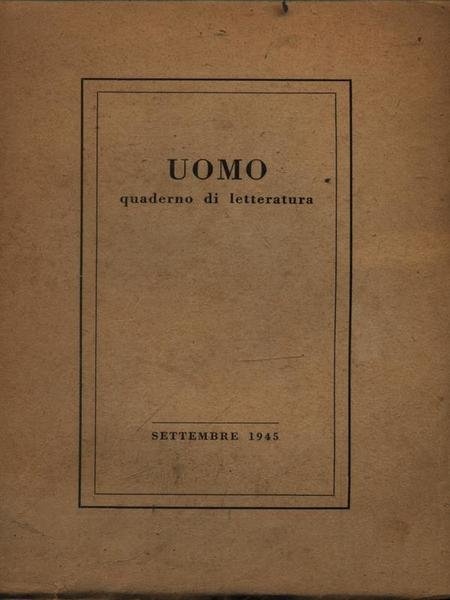 UOMO
quaderno di letteratura
SETTEMBRE 1945